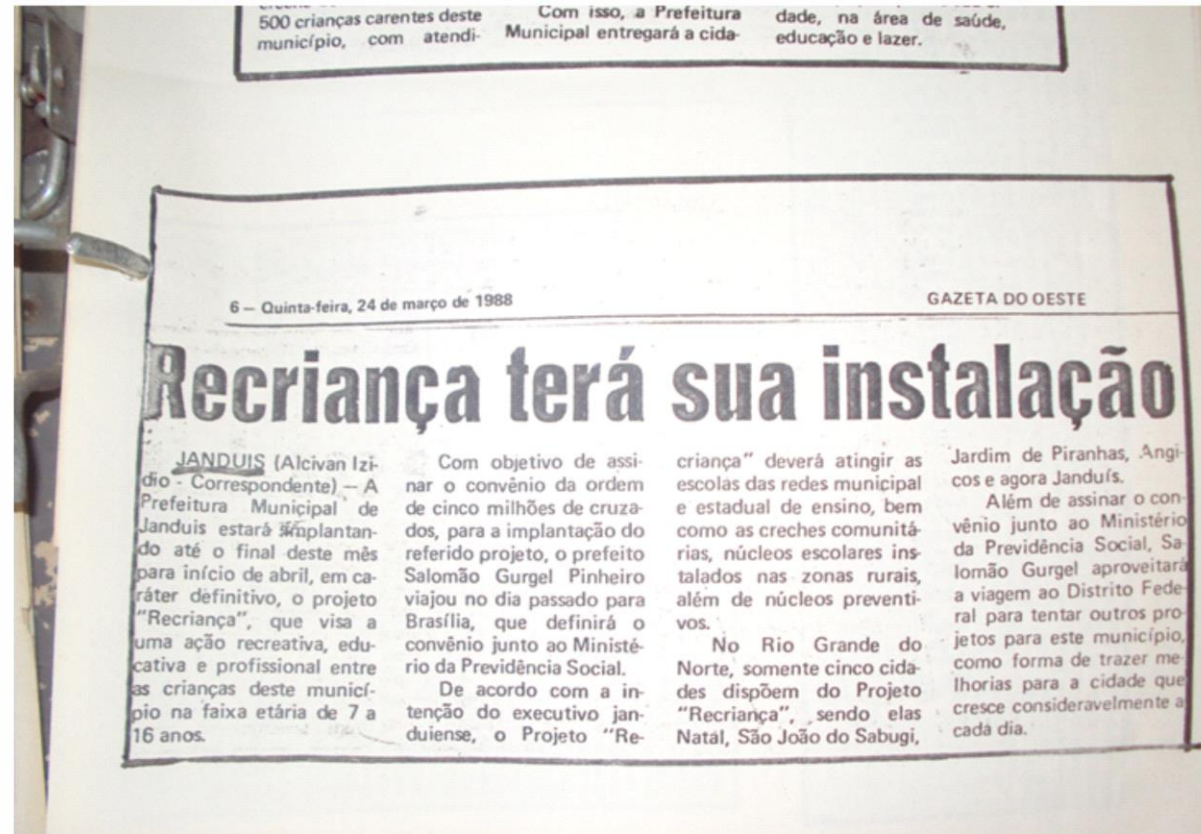 500 crianças carentes deste
município, com atendi-
Com isso, a Prefeitura
Municipal entregará a cida-
dade, na área de saúde,
educação e lazer.
6 — Quinta-feira, 24 de março de 1988
GAZETA DO OESTE
Recriança terá sua instalação
JANDUIS (Alcivan Izí-
dio - Correspondente) — A
Prefeitura Municipal de
Janduis estará implantan-
do até o final deste mês
para início de abril, em ca-
ráter definitivo, o projeto
"Recriança", que visa a
uma ação recreativa, edu-
cativa e profissional entre
as crianças deste municí-
pio na faixa etária de 7 a
16 anos.
Com objetivo de assi-
nar o convênio da ordem
de cinco milhões de cruza-
dos, para a implantação do
referido projeto, o prefeito
Salomão Gurgel Pinheiro
viajou no dia passado para
Brasília, que definirá o
convênio junto ao Ministé-
rio da Previdência Social.
De acordo com a in-
tenção do executivo jan-
duiense, o Projeto "Re-
criança" deverá atingir as
escolas das redes municipal
e estadual de ensino, bem
como as creches comunitá-
rias, núcleos escolares ins-
talados nas zonas rurais,
além de núcleos preventi-
vos.
No Rio Grande do
Norte, somente cinco cida-
des dispõem do Projeto
"Recriança", sendo elas
Natal, São João do Sabugi,
Jardim de Piranhas, Angi-
cos e agora Janduís.
Além de assinar o con-
vênio junto ao Ministério
da Previdência Social, Sa-
lomão Gurgel aproveitará
a viagem ao Distrito Fede-
ral para tentar outros pro-
jetos para este município,
como forma de trazer me-
lhorias para a cidade que
cresce consideravelmente a
cada dia.